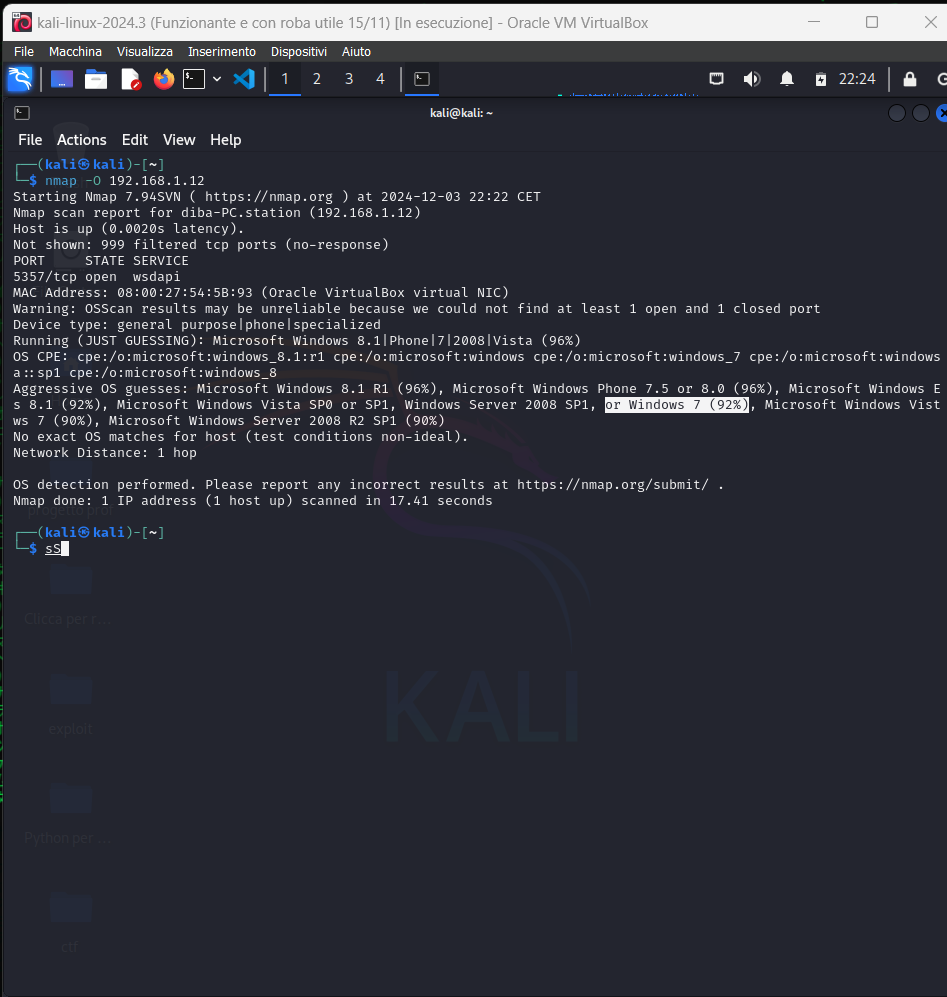 kali-linux-2024.3 (Funzionante e con roba utile 15/11) [In esecuzione] - Oracle VM VirtualBox
File Macchina Visualizza Inserimento Dispositivi Aiuto
1 2 3 4 22:24
kali@kali: ~
File Actions Edit View Help
┌──(kali㉿kali)-[~]
└─$ nmap -O 192.168.1.12
Starting Nmap 7.94SVN ( https://nmap.org ) at 2024-12-03 22:22 CET
Nmap scan report for diba-PC.station (192.168.1.12)
Host is up (0.0020s latency).
Not shown: 999 filtered tcp ports (no-response)
PORT     STATE SERVICE
5357/tcp open  wsdapi
MAC Address: 08:00:27:54:5B:93 (Oracle VirtualBox virtual NIC)
Warning: OSScan results may be unreliable because we could not find at least 1 open and 1 closed port
Device type: general purpose|phone|specialized
Running (JUST GUESSING): Microsoft Windows 8.1|Phone|7|2008|Vista (96%)
OS CPE: cpe:/o:microsoft:windows_8.1:r1 cpe:/o:microsoft:windows cpe:/o:microsoft:windows_7 cpe:/o:microsoft:windows
a::sp1 cpe:/o:microsoft:windows_8
Aggressive OS guesses: Microsoft Windows 8.1 R1 (96%), Microsoft Windows Phone 7.5 or 8.0 (96%), Microsoft Windows E
s 8.1 (92%), Microsoft Windows Vista SP0 or SP1, Windows Server 2008 SP1, or Windows 7 (92%), Microsoft Windows Vist
ws 7 (90%), Microsoft Windows Server 2008 R2 SP1 (90%)
No exact OS matches for host (test conditions non-ideal).
Network Distance: 1 hop
OS detection performed. Please report any incorrect results at https://nmap.org/submit/ .
Nmap done: 1 IP address (1 host up) scanned in 17.41 seconds
┌──(kali㉿kali)-[~]
└─$ sS
Clicca per r...
KALI
exploit
Python per ...
ctf